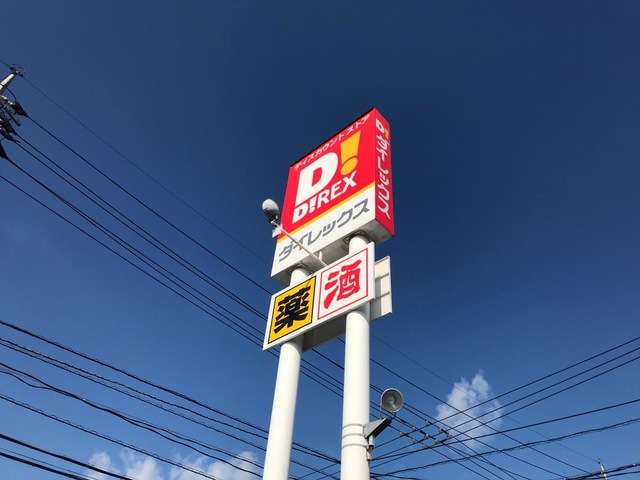 ディスカウントストア
D!
DiREX
ダイレックス
D!ダイレックス
薬 酒